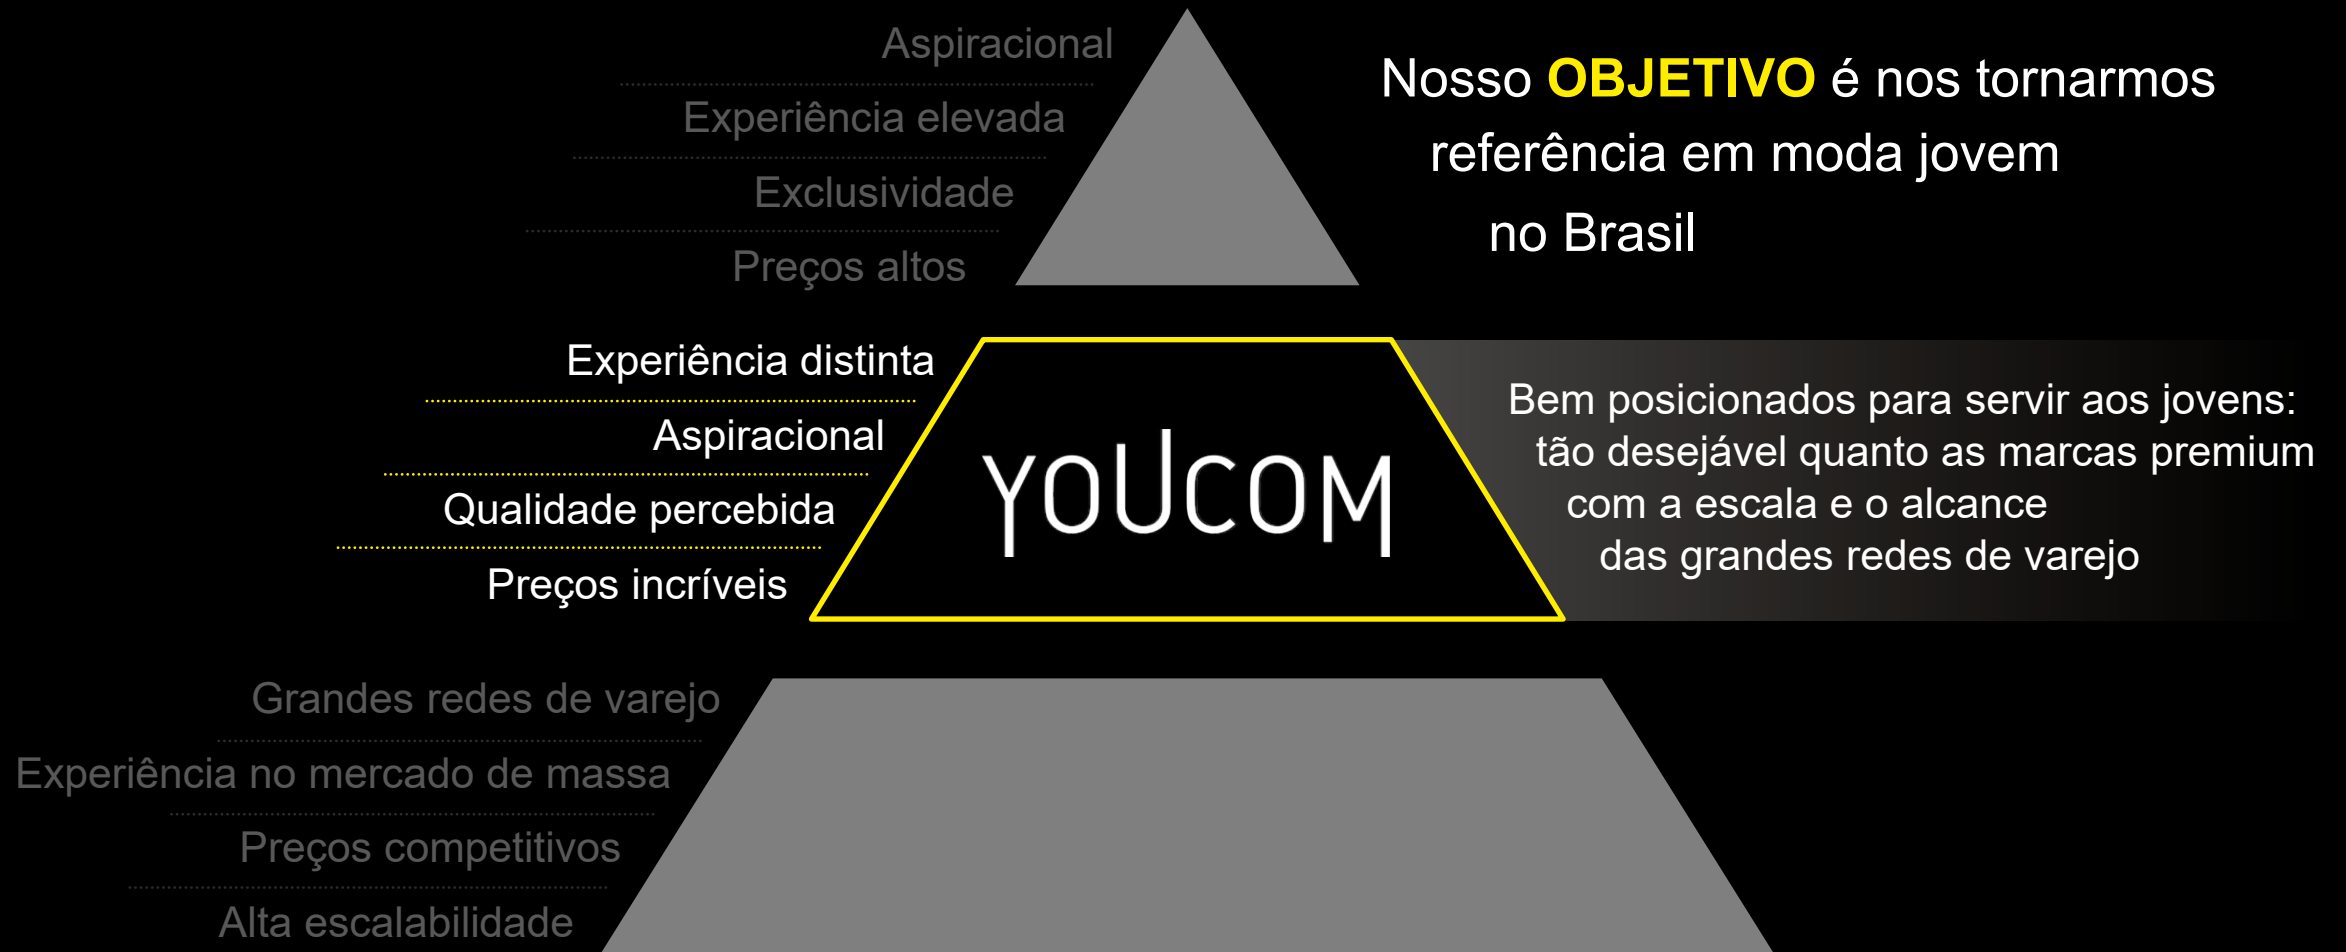 Aspiracional
Experiência elevada
Exclusividade
Preços altos
Nosso OBJETIVO é nos tornarmos
referência em moda jovem
no Brasil
Experiência distinta
Aspiracional
Qualidade percebida
Preços incríveis
YOUCOM
Bem posicionados para servir aos jovens:
tão desejável quanto as marcas premium
com a escala e o alcance
das grandes redes de varejo
Grandes redes de varejo
Experiência no mercado de massa
Preços competitivos
Alta escalabilidade